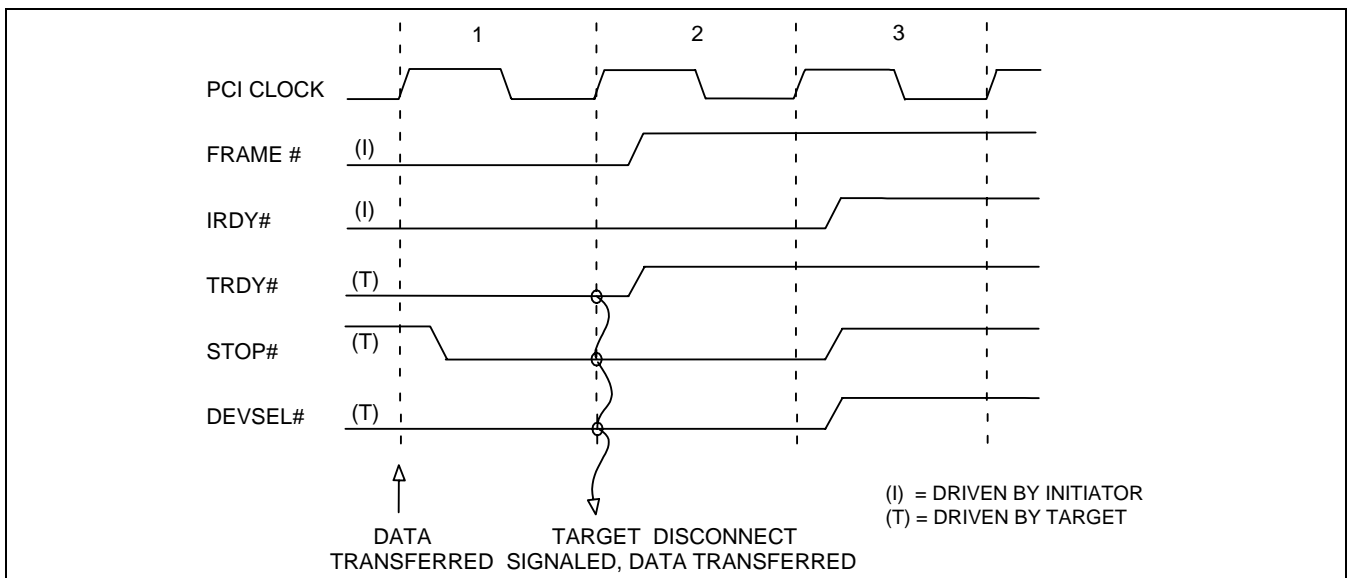 1 2 3
PCI CLOCK
FRAME # (I)
IRDY# (I)
TRDY# (T)
STOP# (T)
DEVSEL# (T)
(I) = DRIVEN BY INITIATOR
(T) = DRIVEN BY TARGET
DATA TARGET DISCONNECT
TRANSFERRED SIGNALED, DATA TRANSFERRED